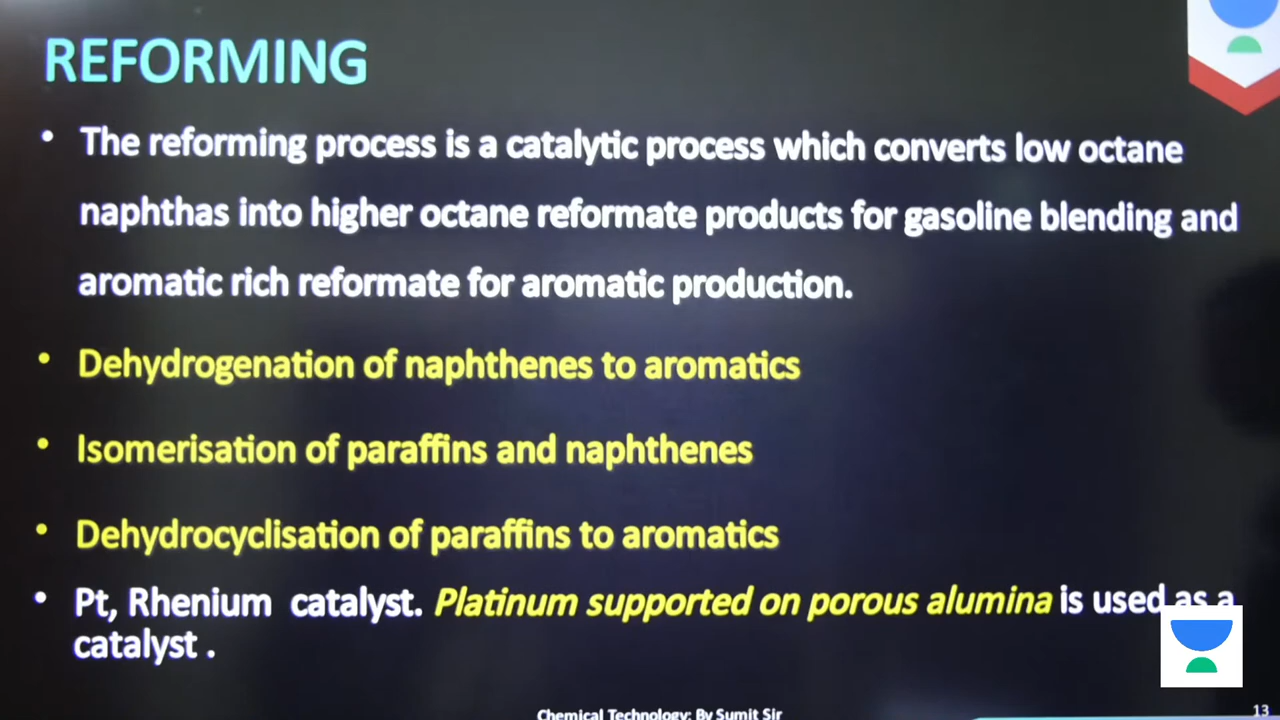 REFORMING
• The reforming process is a catalytic process which converts low octane
naphthas into higher octane reformate products for gasoline blending and
aromatic rich reformate for aromatic production.
• Dehydrogenation of naphthenes to aromatics
• Isomerisation of paraffins and naphthenes
• Dehydrocyclisation of paraffins to aromatics
• Pt, Rhenium catalyst. Platinum supported on porous alumina is used as a
catalyst .
Chemical Technology: By Sumit Sir
13